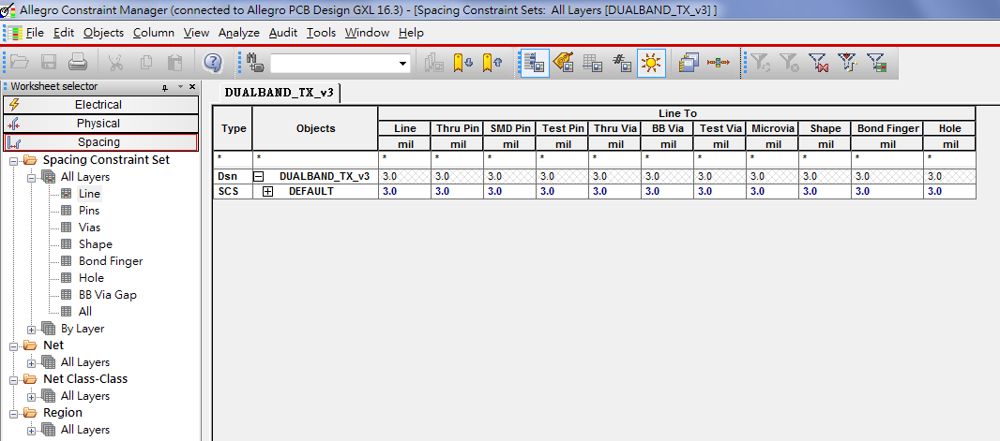 Allegro Constraint Manager (connected to Allegro PCB Design GXL 16.3) - [Spacing Constraint Sets:  All Layers [DUALBAND_TX_v3] ]
File Edit Objects Column View Analyze Audit Tools Window Help
Worksheet selector
Electrical
Physical
Spacing
Spacing Constraint Set
All Layers
Line
Pins
Vias
Shape
Bond Finger
Hole
BB Via Gap
All
By Layer
Net
All Layers
Net Class-Class
All Layers
Region
All Layers
DUALBAND_TX_v3
Line To
Type Objects Line Thru Pin SMD Pin Test Pin Thru Via BB Via Test Via Microvia Shape Bond Finger Hole
mil mil mil mil mil mil mil mil mil mil mil
* * * * * * * * * * * * *
Dsn DUALBAND_TX_v3 3.0 3.0 3.0 3.0 3.0 3.0 3.0 3.0 3.0 3.0 3.0
SCS DEFAULT 3.0 3.0 3.0 3.0 3.0 3.0 3.0 3.0 3.0 3.0 3.0